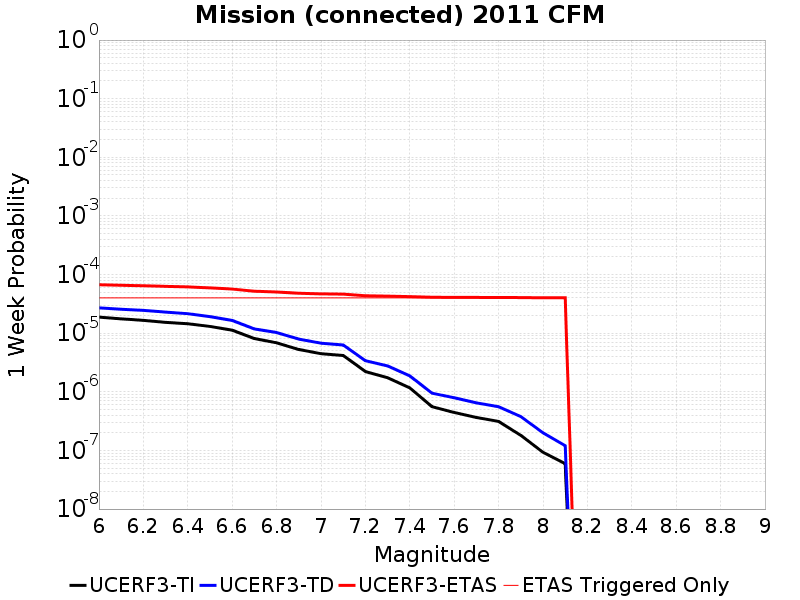 Mission (connected) 2011 CFM
1 Week Probability
10^0
10^-1
10^-2
10^-3
10^-4
10^-5
10^-6
10^-7
10^-8
6 6.2 6.4 6.6 6.8 7 7.2 7.4 7.6 7.8 8 8.2 8.4 8.6 8.8 9
Magnitude
UCERF3-TI UCERF3-TD UCERF3-ETAS ETAS Triggered Only